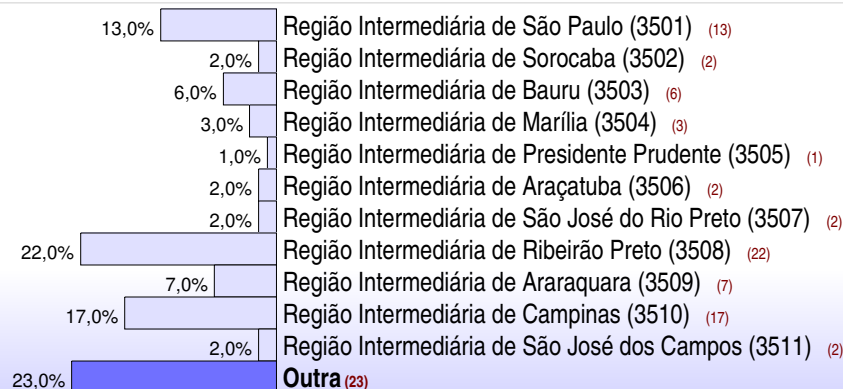 13,0% Região Intermediária de São Paulo (3501) (13)
2,0% Região Intermediária de Sorocaba (3502) (2)
6,0% Região Intermediária de Bauru (3503) (6)
3,0% Região Intermediária de Marília (3504) (3)
1,0% Região Intermediária de Presidente Prudente (3505) (1)
2,0% Região Intermediária de Araçatuba (3506) (2)
2,0% Região Intermediária de São José do Rio Preto (3507) (2)
22,0% Região Intermediária de Ribeirão Preto (3508) (22)
7,0% Região Intermediária de Araraquara (3509) (7)
17,0% Região Intermediária de Campinas (3510) (17)
2,0% Região Intermediária de São José dos Campos (3511) (2)
23,0% Outra (23)